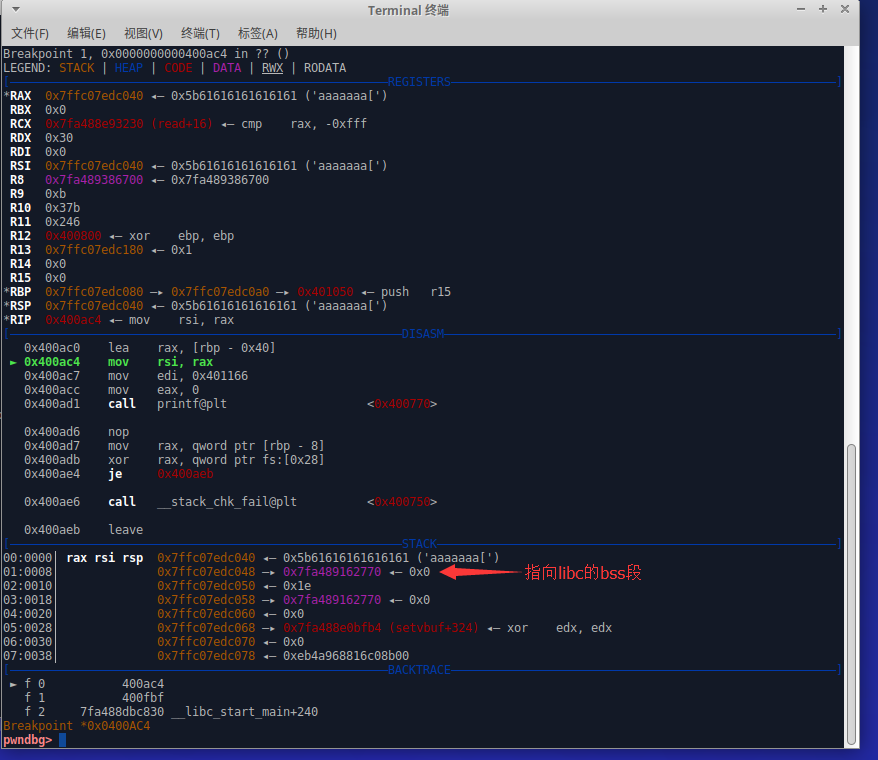 Terminal 终端
文件(F) 编辑(E) 视图(V) 终端(T) 标签(A) 帮助(H)
Breakpoint 1, 0x0000000000400ac4 in ?? ()
LEGEND: STACK | HEAP | CODE | DATA | RWX | RODATA
[─REGISTERS─]
*RAX  0x7ffc07edc040 ◂— 0x5b61616161616161 ('aaaaaaa[')
 RBX  0x0
 RCX  0x7fa488e93230 (read+16) ◂— cmp    rax, -0xfff
 RDX  0x30
 RDI  0x0
 RSI  0x7ffc07edc040 ◂— 0x5b61616161616161 ('aaaaaaa[')
 R8   0x7fa489386700 ◂— 0x7fa489386700
 R9   0xb
 R10  0x37b
 R11  0x246
 R12  0x400800 ◂— xor    ebp, ebp
 R13  0x7ffc07edc180 ◂— 0x1
 R14  0x0
 R15  0x0
*RBP  0x7ffc07edc080 —▸ 0x7ffc07edc0a0 —▸ 0x401050 ◂— push   r15
*RSP  0x7ffc07edc040 ◂— 0x5b61616161616161 ('aaaaaaa[')
*RIP  0x400ac4 ◂— mov    rsi, rax
[─DISASM─]
   0x400ac0    lea    rax, [rbp - 0x40]
 ► 0x400ac4    mov    rsi, rax
   0x400ac7    mov    edi, 0x401166
   0x400acc    mov    eax, 0
   0x400ad1    call   printf@plt                    <0x400770>
   0x400ad6    nop
   0x400ad7    mov    rax, qword ptr [rbp - 8]
   0x400adb    xor    rax, qword ptr fs:[0x28]
   0x400ae4    je     0x400aeb
   0x400ae6    call   __stack_chk_fail@plt          <0x400750>
   0x400aeb    leave
[─STACK─]
00:0000│ rax rsi rsp  0x7ffc07edc040 ◂— 0x5b61616161616161 ('aaaaaaa[')
01:0008│              0x7ffc07edc048 —▸ 0x7fa489162770 ◂— 0x0 指向libc的bss段
02:0010│              0x7ffc07edc050 ◂— 0x1e
03:0018│              0x7ffc07edc058 —▸ 0x7fa489162770 ◂— 0x0
04:0020│              0x7ffc07edc060 ◂— 0x0
05:0028│              0x7ffc07edc068 —▸ 0x7fa488e0bfb4 (setvbuf+324) ◂— xor    edx, edx
06:0030│              0x7ffc07edc070 ◂— 0x0
07:0038│              0x7ffc07edc078 ◂— 0xeb4a968816c08b00
[─BACKTRACE─]
 ► f 0           400ac4
   f 1           400fbf
   f 2     7fa488dbc830 __libc_start_main+240
Breakpoint *0x0400AC4
pwndbg>